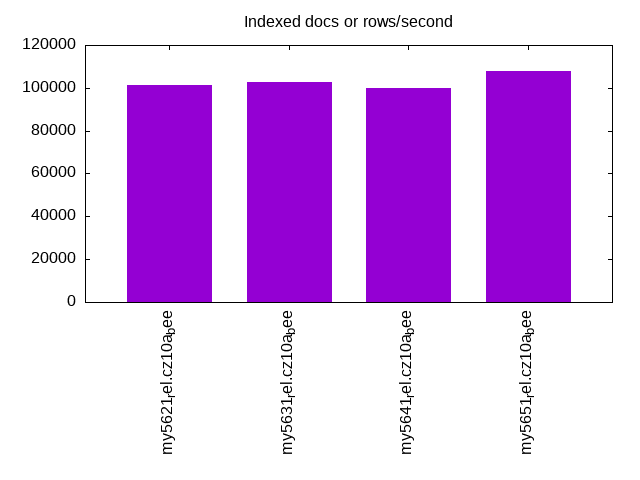 Indexed docs or rows/second
120000
100000
80000
60000
40000
20000
0
my5621rel.cz10abee
my5631rel.cz10abee
my5641rel.cz10abee
my5651rel.cz10abee